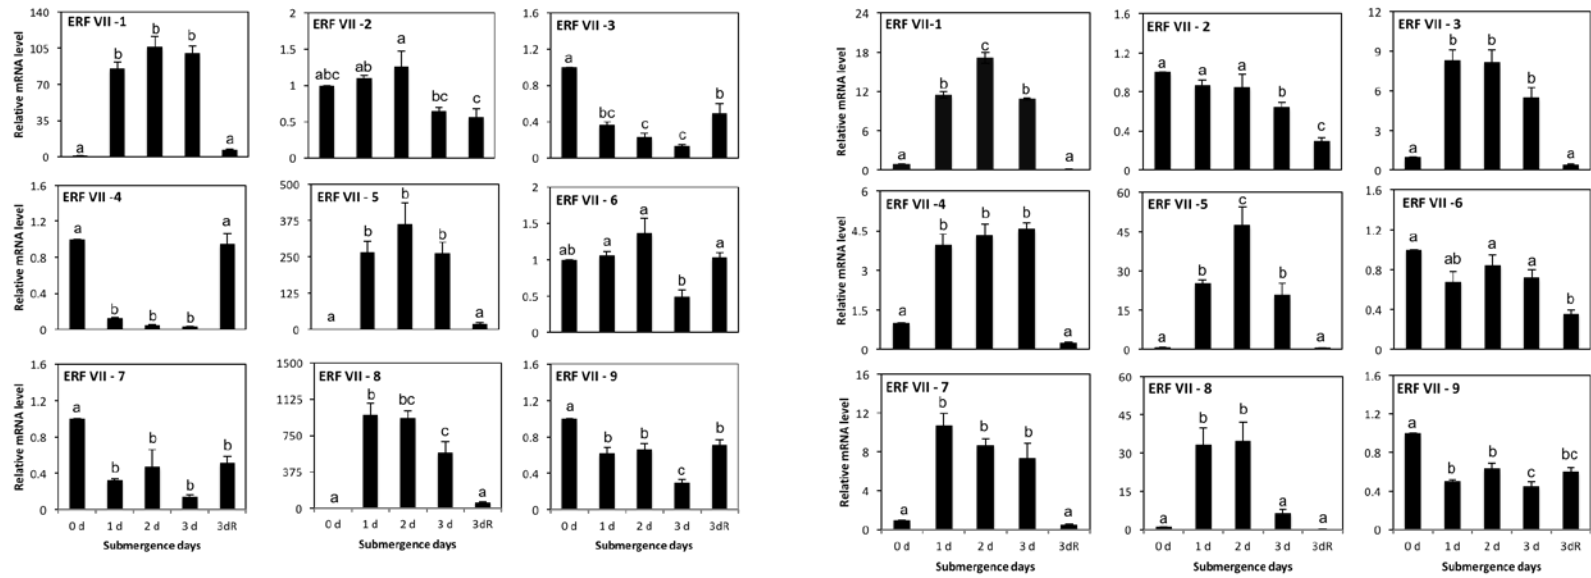 ERF VII -1
Relative mRNA level
140
105
70
35
0
a
b
b
b
a
ERF VII -2
2
1.5
1
0.5
0
abc
ab
a
bc
c
ERF VII -3
1.6
1.2
0.8
0.4
0
a
bc
c
c
b
ERF VII -4
Relative mRNA level
1.6
1.2
0.8
0.4
0
a
b
b
b
a
ERF VII - 5
500
375
250
125
0
a
b
b
b
a
ERF VII - 6
2
1.5
1
0.5
0
ab
a
a
b
a
ERF VII - 7
Relative mRNA level
1.6
1.2
0.8
0.4
0
a
b
b
b
b
0 d
1 d
2 d
3 d
3dR
Submergence days
ERF VII - 8
1500
1125
750
375
0
a
b
bc
c
a
0 d
1 d
2 d
3 d
3dR
Submergence days
ERF VII - 9
1.6
1.2
0.8
0.4
0
a
b
b
c
b
0 d
1 d
2 d
3 d
3dR
Submergence days
ERF VII-1
Relative mRNA level
24
18
12
6
0
a
b
c
b
a
ERF VII - 2
1.6
1.2
0.8
0.4
0
a
a
a
b
c
ERF VII - 3
12
9
6
3
0
a
b
b
b
a
ERF VII -4
Relative mRNA level
6
4.5
3
1.5
0
a
b
b
b
a
ERF VII -5
60
45
30
15
0
a
b
c
b
a
ERF VII -6
1.6
1.2
0.8
0.4
0
a
ab
a
a
b
ERF VII - 7
Relative mRNA level
16
12
8
4
0
a
b
b
b
a
0 d
1 d
2 d
3 d
3dR
Submergence days
ERF VII - 8
60
45
30
15
0
a
b
b
a
a
0 d
1 d
2 d
3 d
3dR
Submergence days
ERF VII - 9
1.6
1.2
0.8
0.4
0
a
b
b
c
bc
0 d
1 d
2 d
3 d
3dR
Submergence days